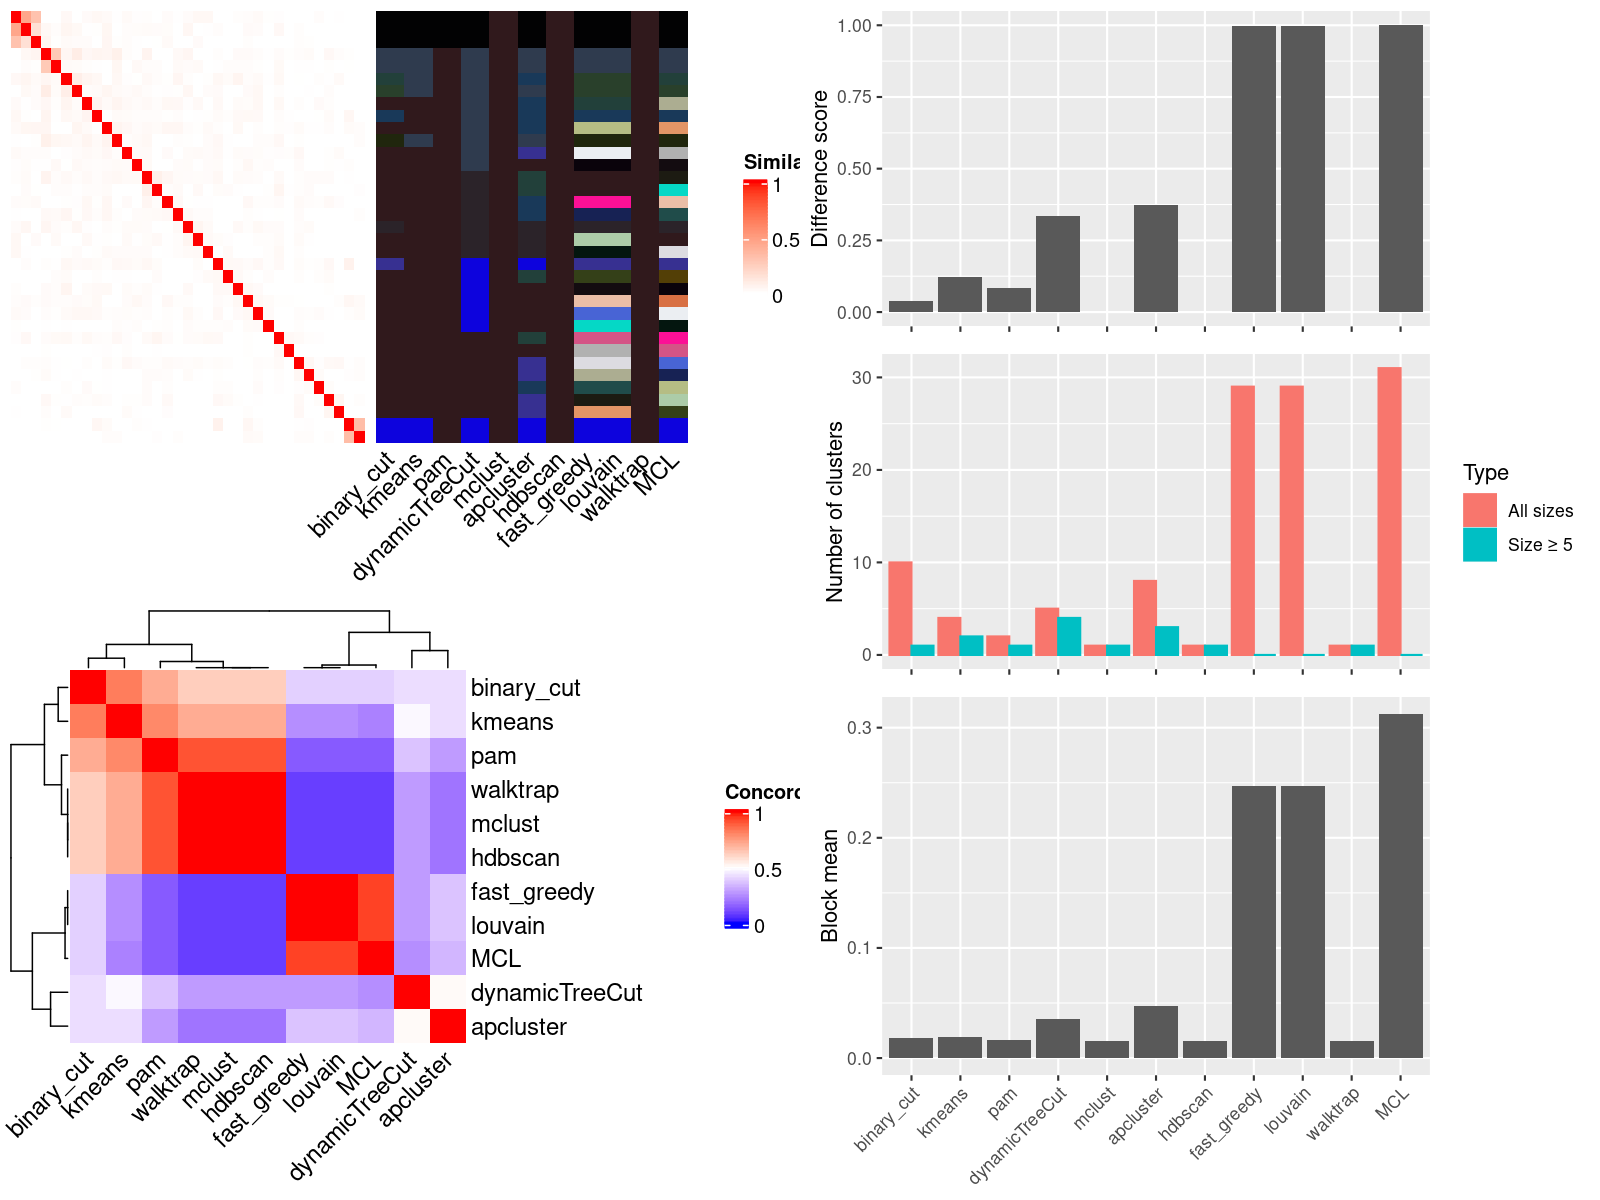 Simila
1
0.5
0
binary_cut
kmeans
pam
dynamicTreeCut
mclust
apcluster
hdbscan
fast_greedy
louvain
walktrap
MCL
binary_cut
kmeans
pam
walktrap
mclust
hdbscan
fast_greedy
louvain
MCL
dynamicTreeCut
apcluster
binary_cut
kmeans
pam
walktrap
mclust
hdbscan
fast_greedy
louvain
MCL
dynamicTreeCut
apcluster
Concord
1
0.5
0
Difference score
1.00
0.75
0.50
0.25
0.00
Number of clusters
30
20
10
0
Type
All sizes
Size ≥ 5
Block mean
0.3
0.2
0.1
0.0
binary_cut
kmeans
pam
dynamicTreeCut
mclust
apcluster
hdbscan
fast_greedy
louvain
walktrap
MCL